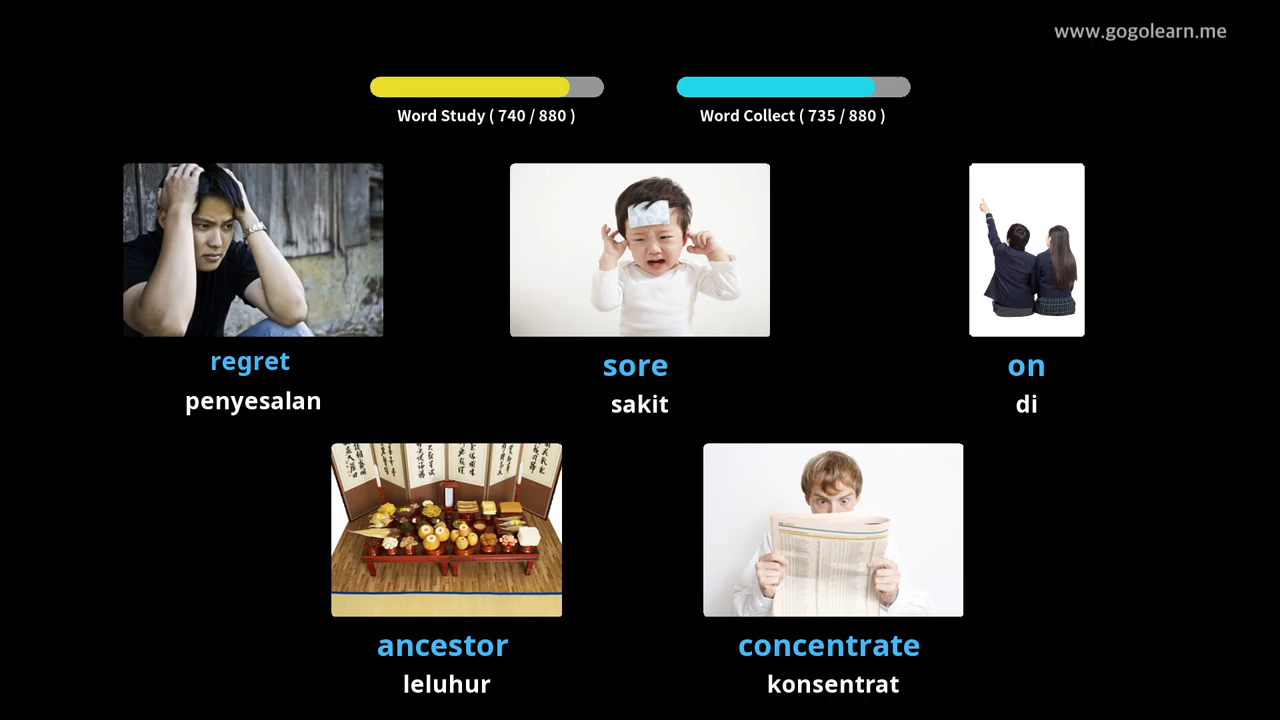 www.gogolearn.me
Word Study ( 740 / 880 )
Word Collect ( 735 / 880 )
regret
penyesalan
sore
sakit
on
di
ancestor
leluhur
concentrate
konsentrat